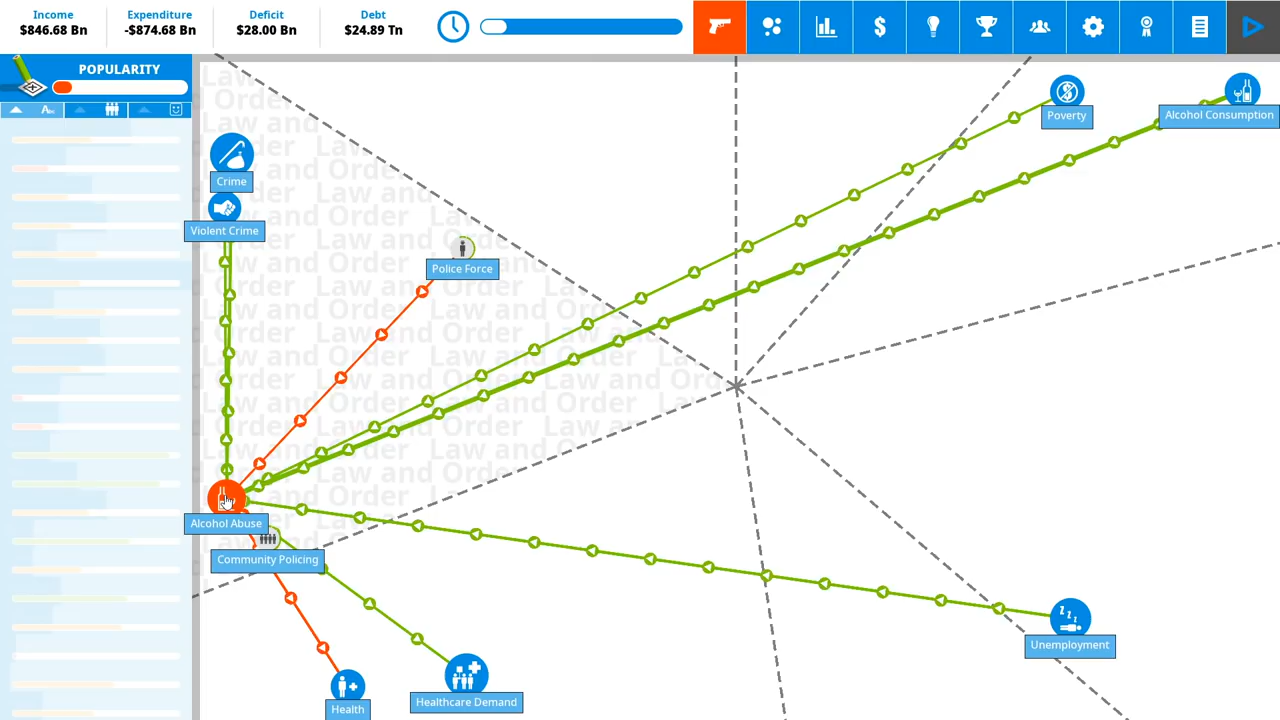 Income
Expenditure
Deficit
Debt
$846.68 Bn
-$874.68 Bn
$28.00 Bn
$24.89 Tn
POPULARITY
Poverty
Alcohol Consumption
Crime
Violent Crime
Police Force
Alcohol Abuse
Community Policing
Unemployment
Healthcare Demand
Health
Law and Order